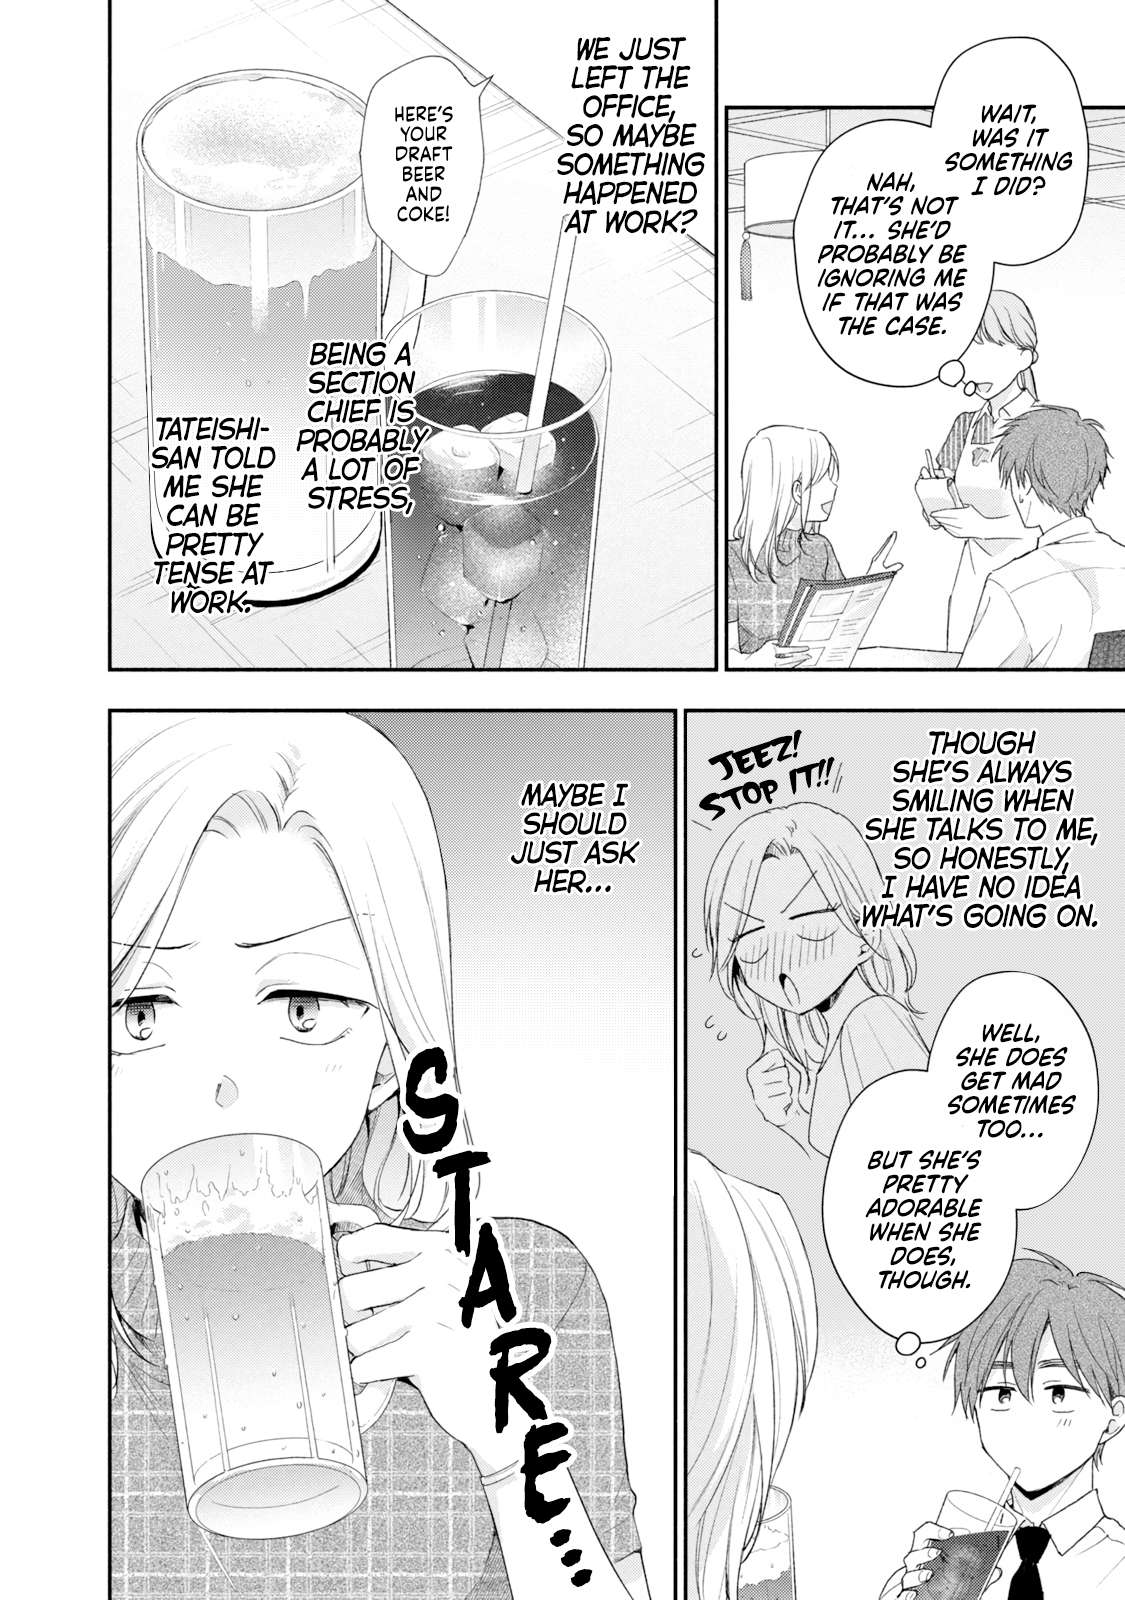 WAIT,
WAS IT
SOMETHING
I DID?
NAH,
THAT'S NOT
IT... SHE'D
PROBABLY BE
IGNORING ME
IF THAT WAS
THE CASE.
WE JUST
LEFT THE
OFFICE,
SO MAYBE
SOMETHING
HAPPENED
AT WORK?
HERE'S
YOUR
DRAFT
BEER
AND
COKE!
BEING A
SECTION
CHIEF IS
PROBABLY
A LOT OF
STRESS,
TATEISHI-
SAN TOLD
ME SHE
CAN BE
PRETTY
TENSE AT
WORK.
THOUGH
SHE'S ALWAYS
SMILING WHEN
SHE TALKS TO ME,
SO HONESTLY,
I HAVE NO IDEA
WHAT'S GOING ON.
JEEZ!
STOP IT!!
WELL,
SHE DOES
GET MAD
SOMETIMES
TOO...
BUT SHE'S
PRETTY
ADORABLE
WHEN SHE
DOES,
THOUGH.
MAYBE I
SHOULD
JUST ASK
HER...
STARE...